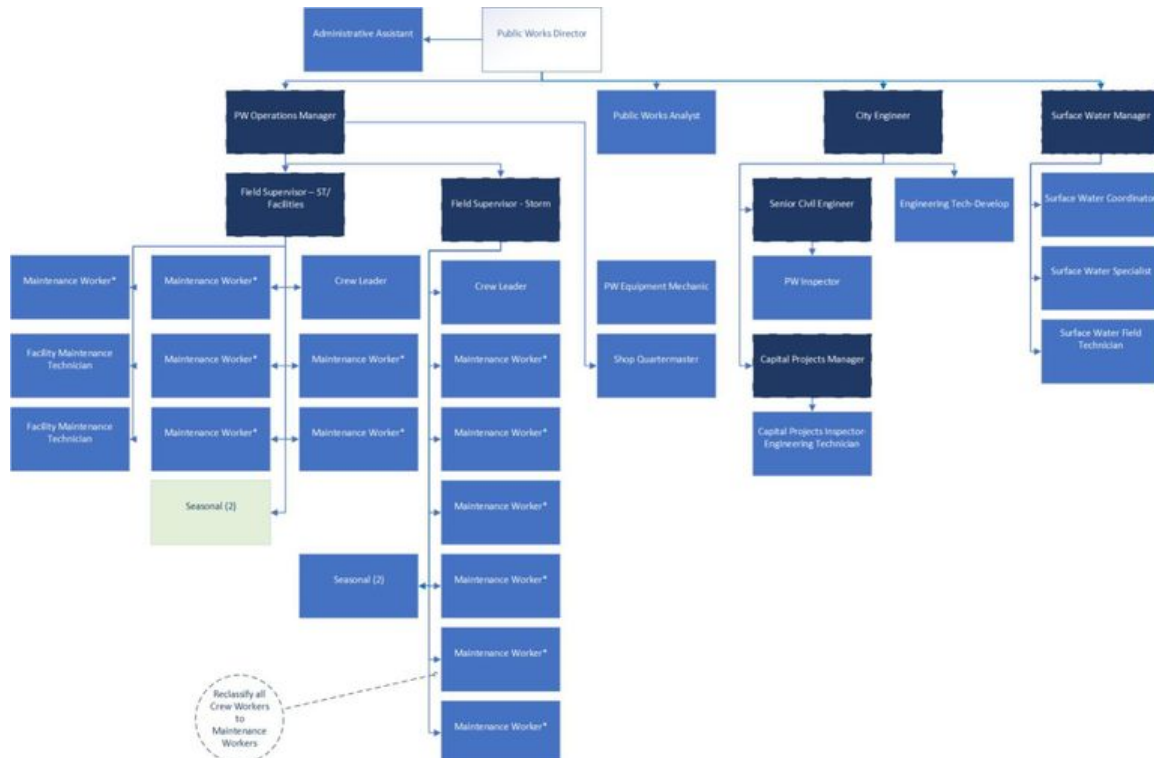 Administrative Assistant
Public Works Director
PW Operations Manager
Public Works Analyst
City Engineer
Surface Water Manager
Field Supervisor – ST/
Facilities
Field Supervisor - Storm
Senior Civil Engineer
Engineering Tech-Develop
Surface Water Coordinator
Maintenance Worker*
Maintenance Worker*
Crew Leader
Crew Leader
PW Equipment Mechanic
PW Inspector
Surface Water Specialist
Facility Maintenance
Technician
Maintenance Worker*
Maintenance Worker*
Maintenance Worker*
Shop Quartermaster
Capital Projects Manager
Surface Water Field
Technician
Facility Maintenance
Technician
Maintenance Worker*
Maintenance Worker*
Maintenance Worker*
Capital Projects Inspector-
Engineering Technician
Seasonal (2)
Maintenance Worker*
Seasonal (2)
Maintenance Worker*
Maintenance Worker*
Reclassify all
Crew Workers
to
Maintenance
Workers
Maintenance Worker*